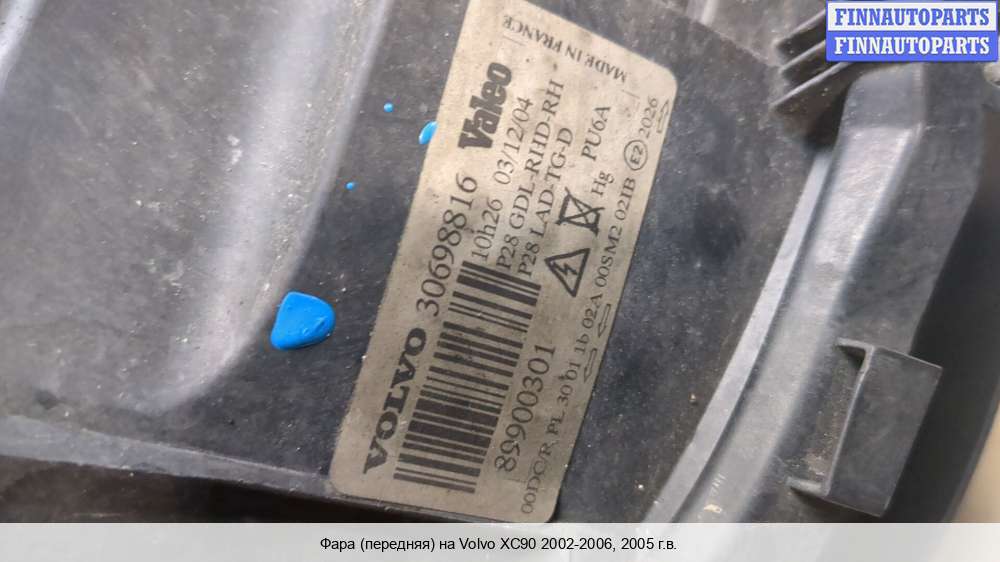 FINNAUTOPARTS
FINNAUTOPARTS
VOLVO 30698816 Valeo
10h26 03/12/04
P28 GDL-RHD-RH
P28 LAD-TG-D
MADE IN FRANCE
89900301
Hg PU6A
00DC/R PL 30 b1 1b 02A 00SM2 02IB E2 2026
Фара (передняя) на Volvo XC90 2002-2006, 2005 г.в.